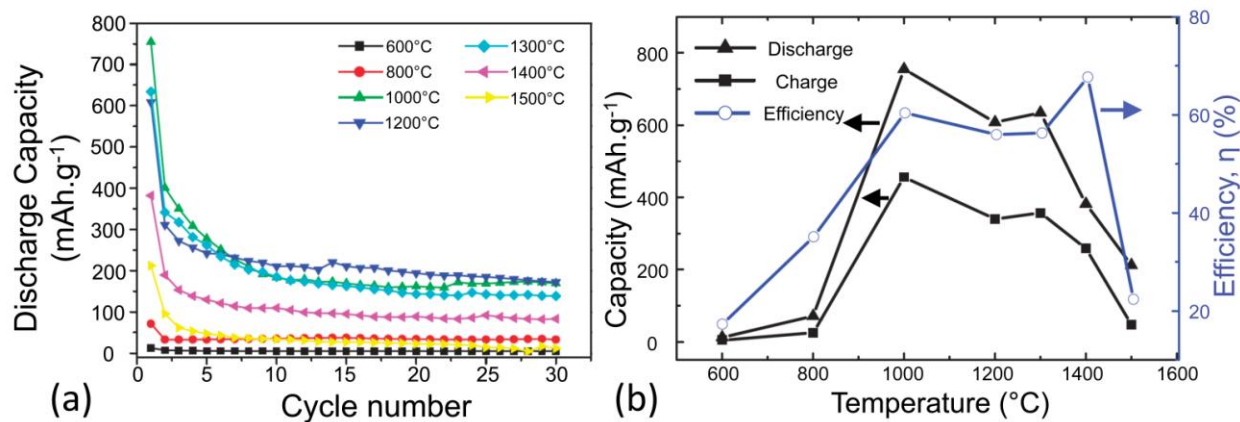 800
700
600
500
400
300
200
100
0
Discharge Capacity
(mAh.g⁻¹)
600°C
800°C
1000°C
1200°C
1300°C
1400°C
1500°C
0 5 10 15 20 25 30
Cycle number
(a)
800
600
400
200
0
Capacity (mAh.g⁻¹)
Discharge
Charge
Efficiency
80
60
40
20
Efficiency, η (%)
600 800 1000 1200 1400 1600
Temperature (°C)
(b)